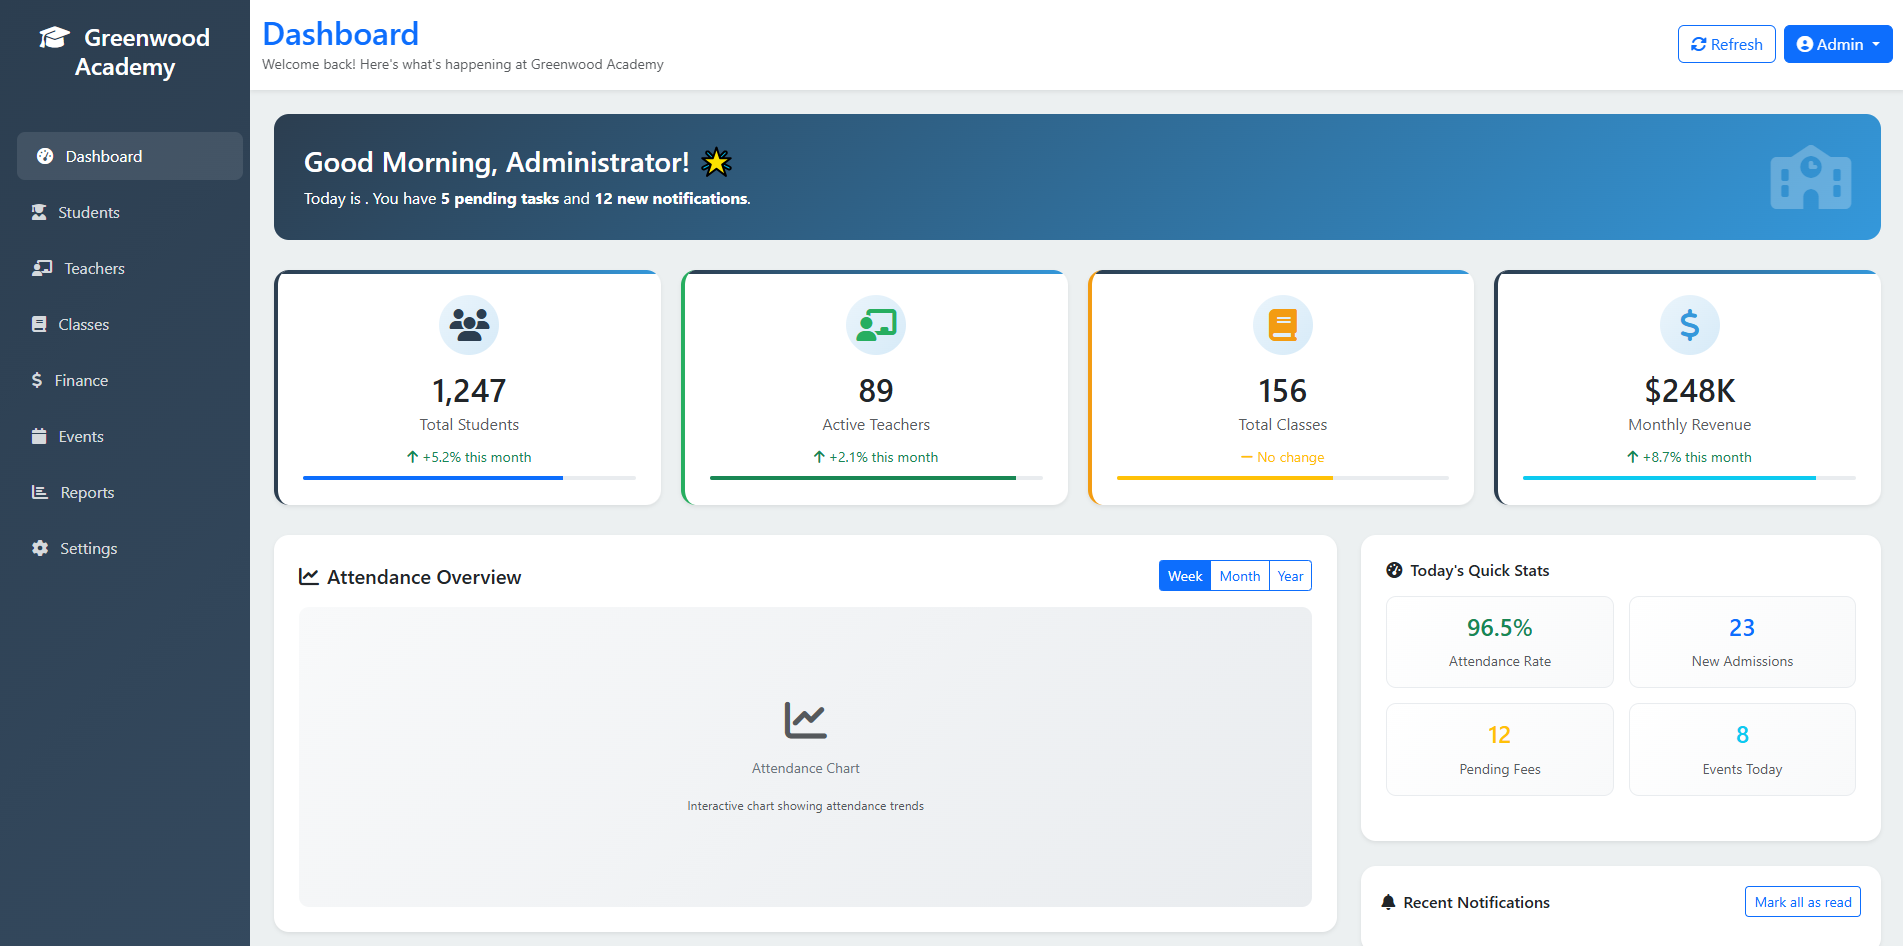 Greenwood
Academy
Dashboard
Students
Teachers
Classes
Finance
Events
Reports
Settings
Dashboard
Welcome back! Here's what's happening at Greenwood Academy
Refresh
Admin
Good Morning, Administrator! 🌟
Today is . You have 5 pending tasks and 12 new notifications.
1,247
Total Students
+5.2% this month
89
Active Teachers
+2.1% this month
156
Total Classes
No change
$248K
Monthly Revenue
+8.7% this month
Attendance Overview
Week Month Year
Attendance Chart
Interactive chart showing attendance trends
Today's Quick Stats
96.5%
Attendance Rate
23
New Admissions
12
Pending Fees
8
Events Today
Recent Notifications
Mark all as read